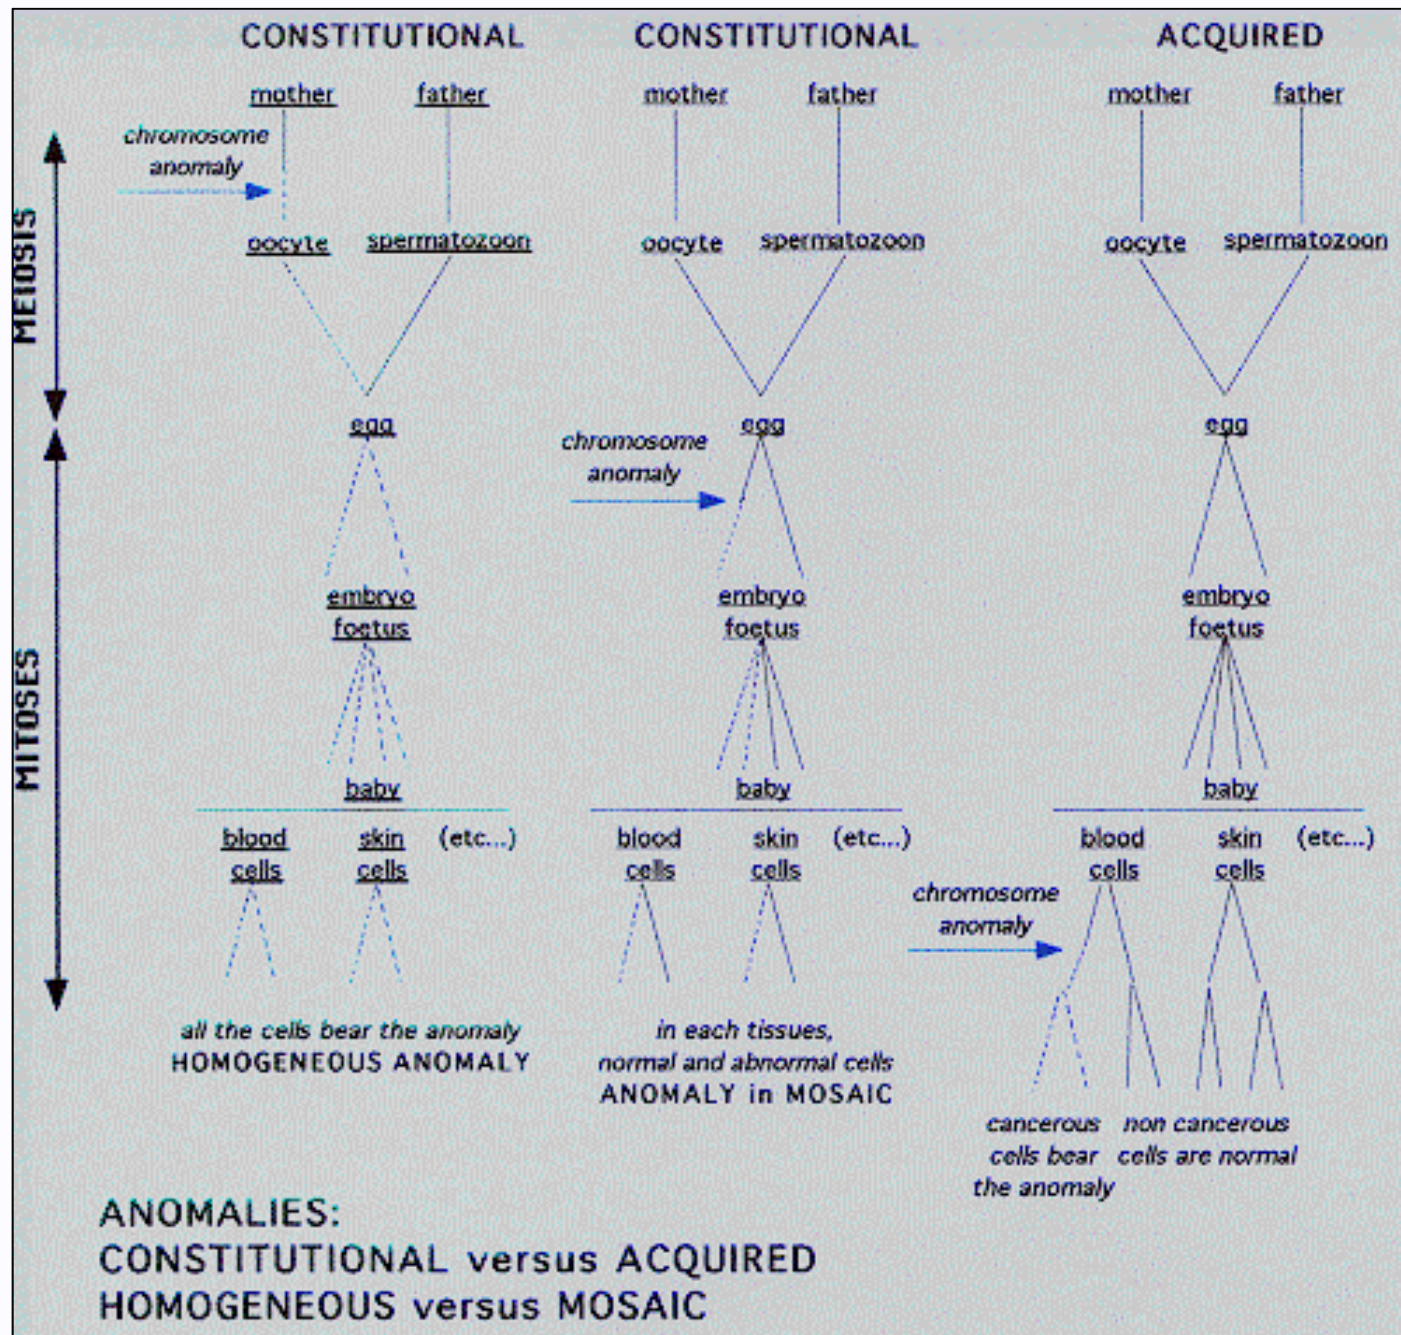 CONSTITUTIONAL CONSTITUTIONAL ACQUIRED
mother father mother father mother father
chromosome
anomaly
MEIOSIS
oocyte spermatozoon oocyte spermatozoon oocyte spermatozoon
egg egg egg
chromosome
anomaly
embryo embryo embryo
foetus foetus foetus
MITOSES
baby baby baby
blood skin (etc...) blood skin (etc...) blood skin (etc...)
cells cells cells cells cells cells
chromosome
anomaly
all the cells bear the anomaly
HOMOGENEOUS ANOMALY
in each tissues,
normal and abnormal cells
ANOMALY in MOSAIC
cancerous
cells bear
the anomaly
non cancerous
cells are normal
ANOMALIES:
CONSTITUTIONAL versus ACQUIRED
HOMOGENEOUS versus MOSAIC